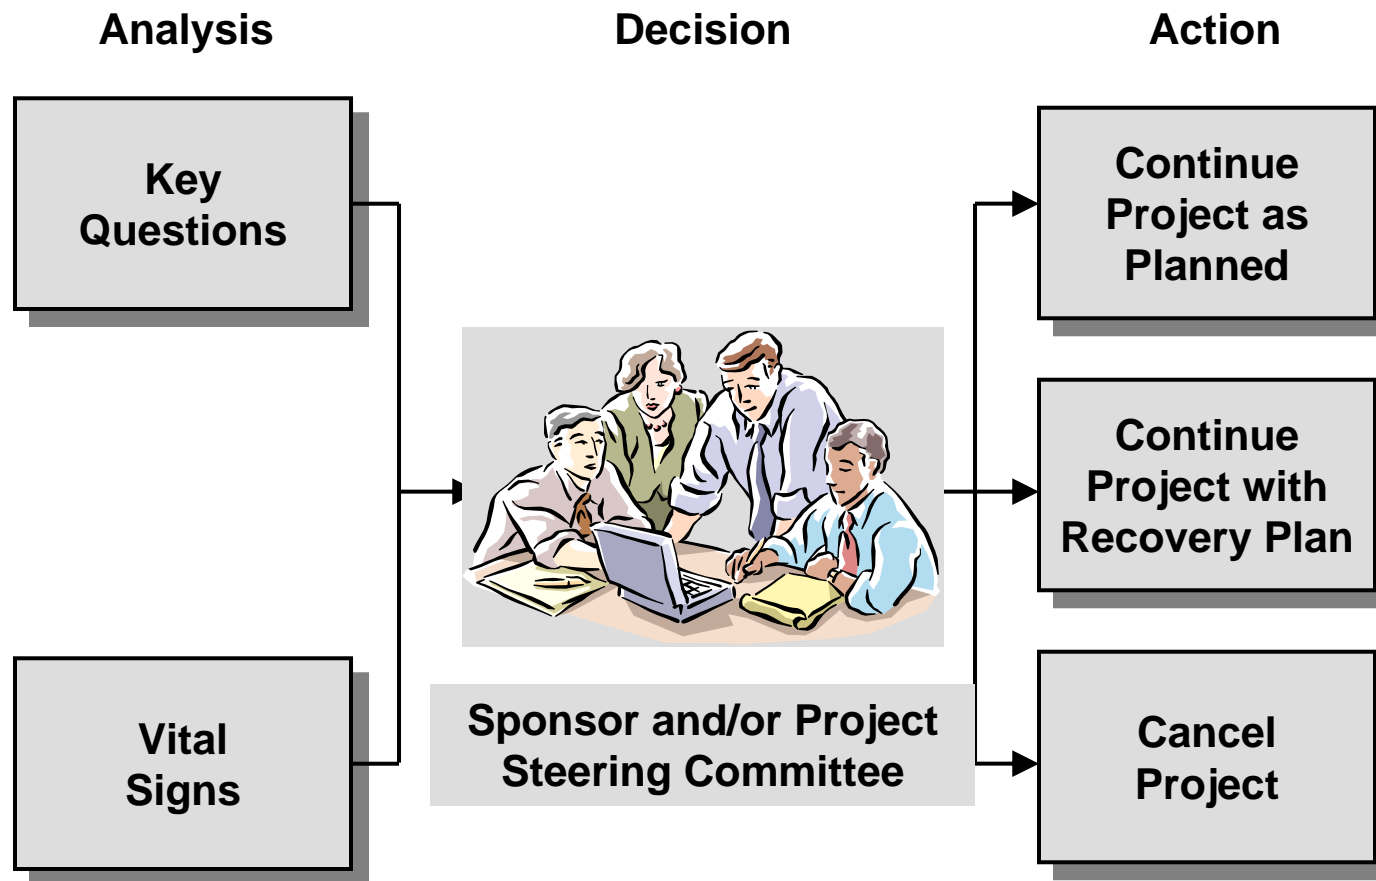 Analysis
Decision
Action
Key
Questions
Vital
Signs
Sponsor and/or Project
Steering Committee
Continue
Project as
Planned
Continue
Project with
Recovery Plan
Cancel
Project